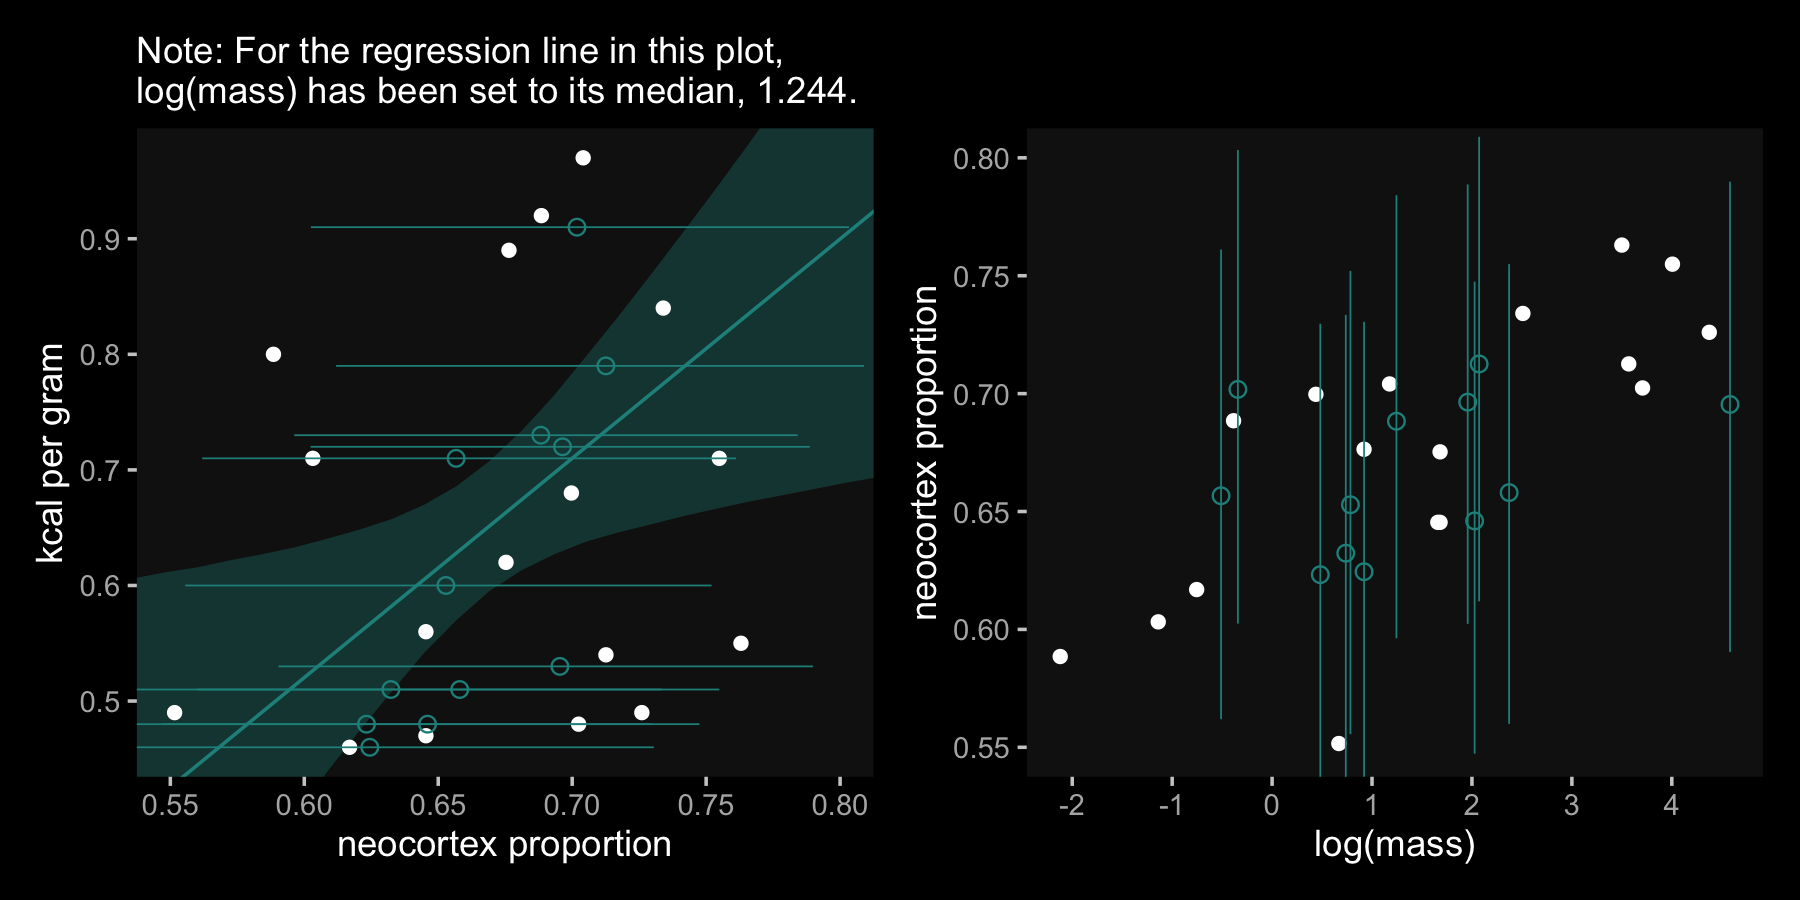 Note: For the regression line in this plot,
log(mass) has been set to its median, 1.244.
kcal per gram
0.9
0.8
0.7
0.6
0.5
0.55 0.60 0.65 0.70 0.75 0.80
neocortex proportion
neocortex proportion
0.80
0.75
0.70
0.65
0.60
0.55
-2 -1 0 1 2 3 4
log(mass)